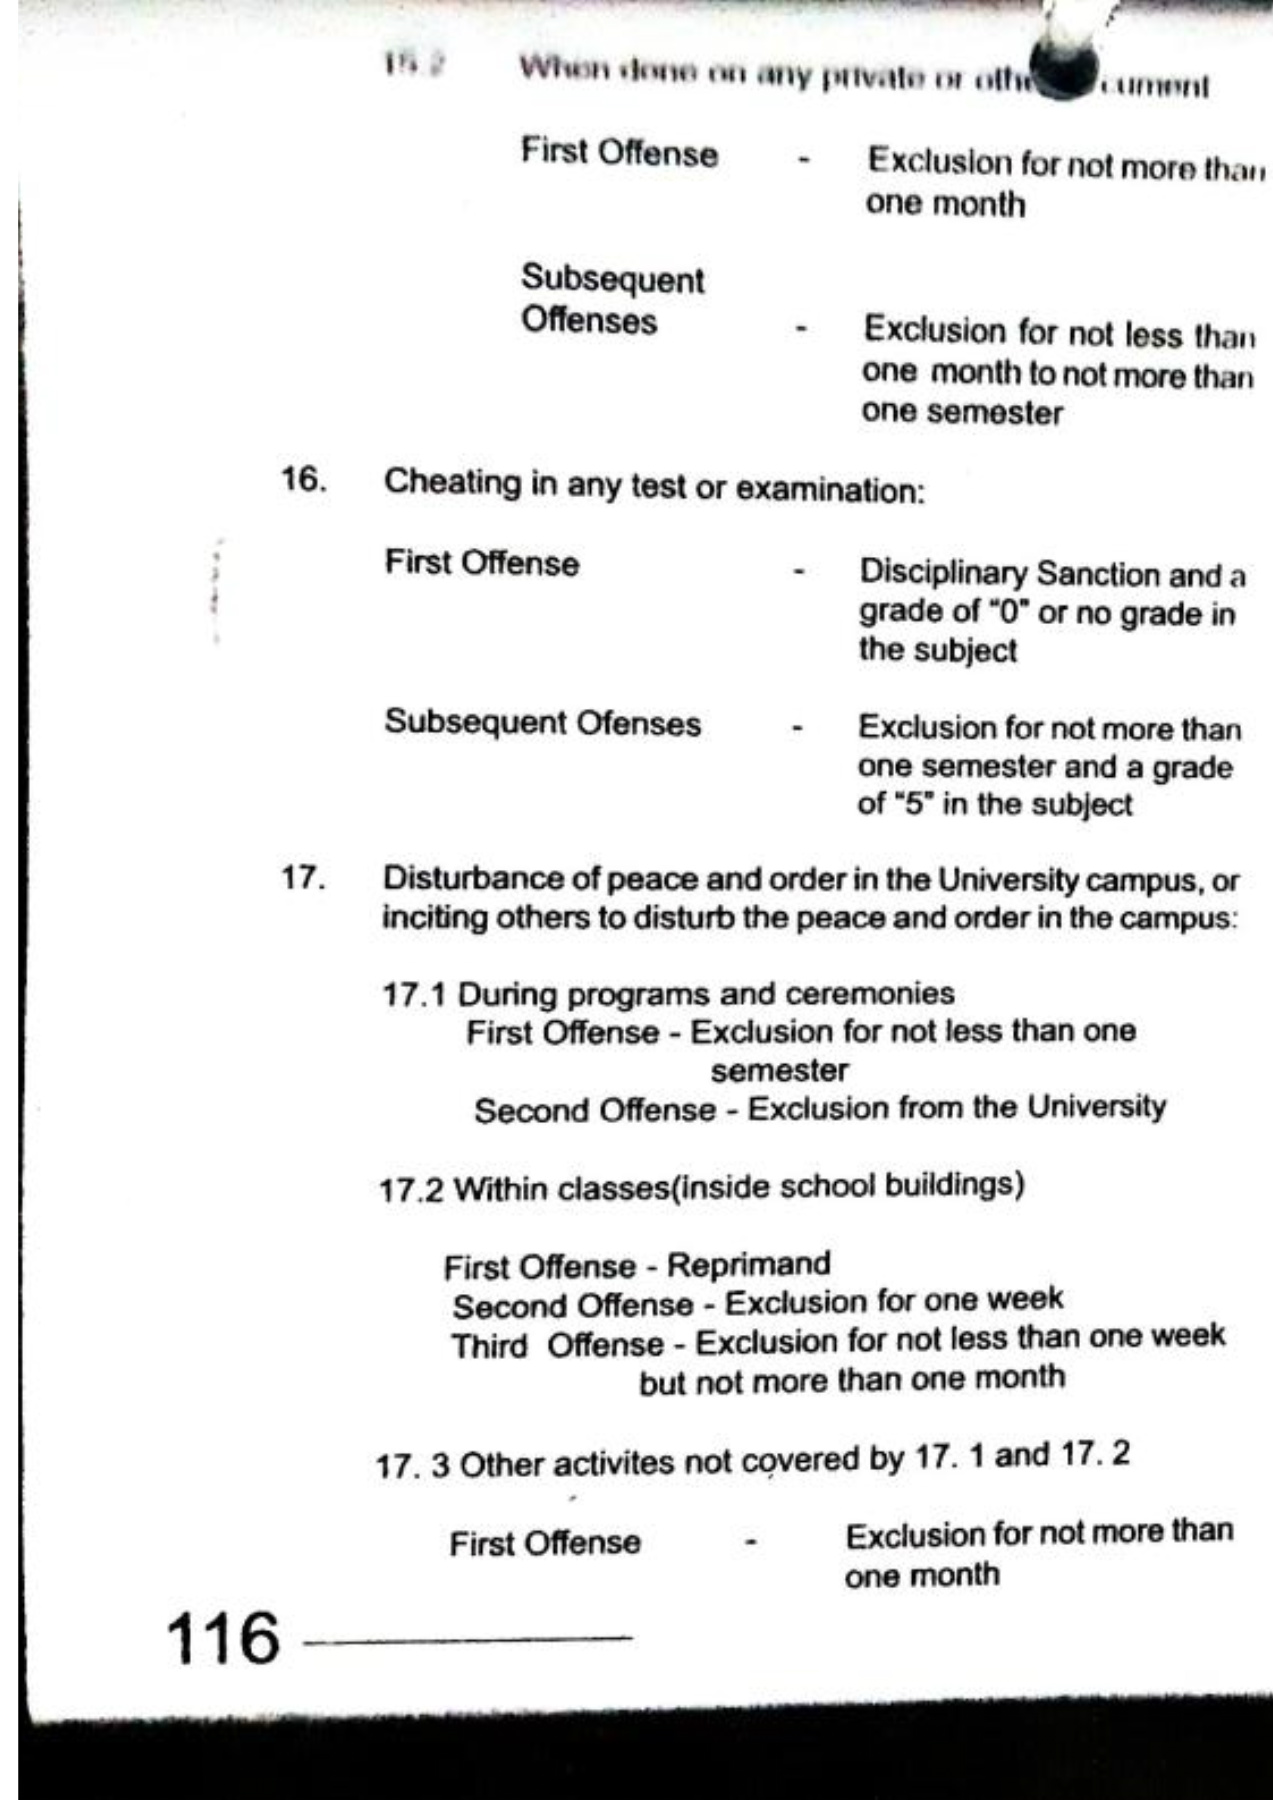 15.2 When done on any private or othe cument
First Offense - Exclusion for not more than
one month
Subsequent
Offenses - Exclusion for not less than
one month to not more than
one semester
16. Cheating in any test or examination:
First Offense - Disciplinary Sanction and a
grade of "0" or no grade in
the subject
Subsequent Ofenses - Exclusion for not more than
one semester and a grade
of "5" in the subject
17. Disturbance of peace and order in the University campus, or
inciting others to disturb the peace and order in the campus:
17.1 During programs and ceremonies
First Offense - Exclusion for not less than one
semester
Second Offense - Exclusion from the University
17.2 Within classes(inside school buildings)
First Offense - Reprimand
Second Offense - Exclusion for one week
Third Offense - Exclusion for not less than one week
but not more than one month
17. 3 Other activites not covered by 17. 1 and 17. 2
First Offense - Exclusion for not more than
one month
116